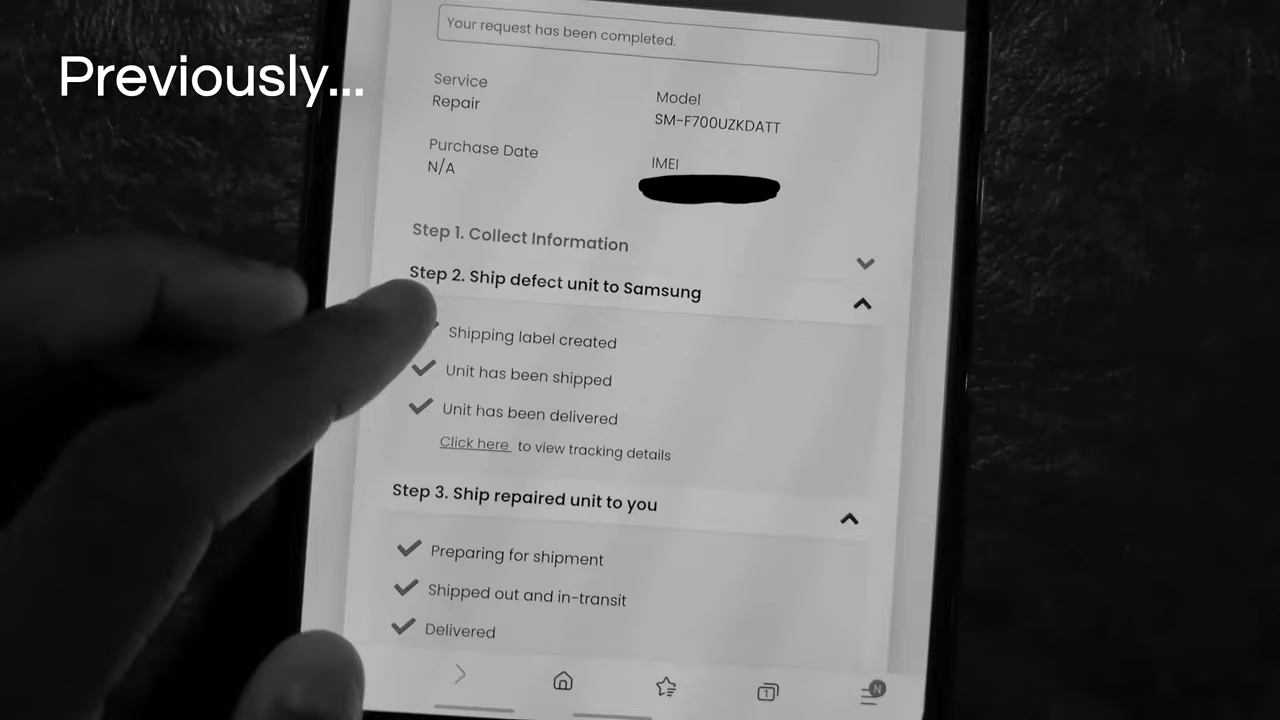 Previously...
Your request has been completed.
Service
Repair
Model
SM-F700UZKDATT
Purchase Date
N/A
IMEI
Step 1. Collect Information
Step 2. Ship defect unit to Samsung
Shipping label created
Unit has been shipped
Unit has been delivered
Click here to view tracking details
Step 3. Ship repaired unit to you
Preparing for shipment
Shipped out and in-transit
Delivered
1
N